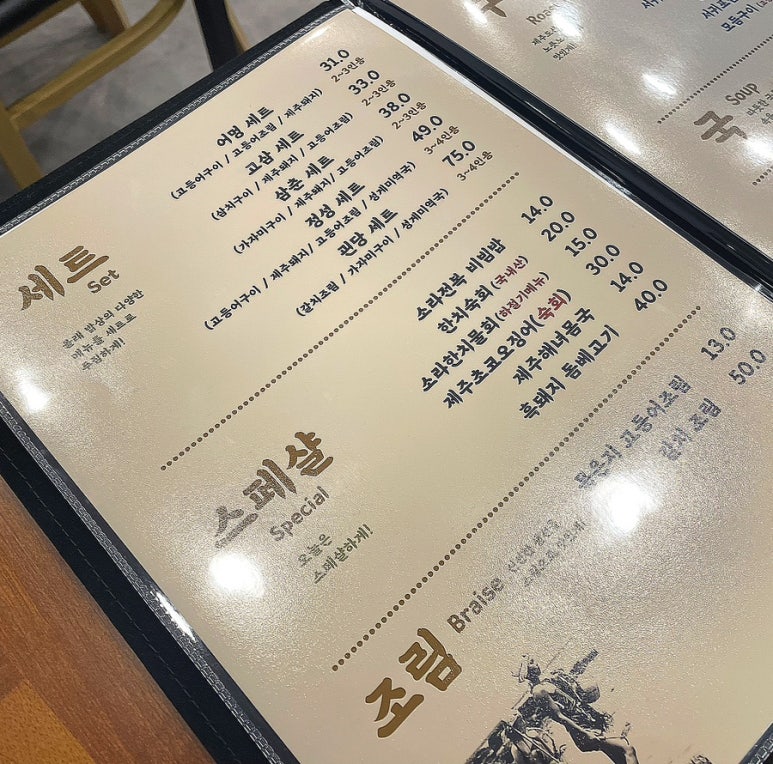 세트
Set
몬래 밥상의 다양한
메뉴를 세트로
푸짐하게!
어멍 세트 31.0
(고등어구이 / 고등어조림 / 제주돼지) 2~3인용
고삼 세트 33.0
(삼치구이 / 제주돼지 / 고등어조림) 2~3인용
삼춘 세트 38.0
(가자미구이 / 제주돼지 / 고등어조림) 2~3인용
정성 세트 49.0
(고등어구이 / 제주돼지 / 고등어조림 / 성게미역국) 3~4인용
괸당 세트 75.0
(갈치조림 / 가자미구이 / 성게미역국) 3~4인용
스페샬
Special
오늘은
스페샬하게!
소라전복 비빔밥 14.0
한치숙회(국내산) 20.0
소라한치물회(하절기메뉴) 15.0
제주초코오징어(숙회) 30.0
제주해녀몸국 14.0
흑돼지 돔베고기 40.0
조림
Braise
묵은지 고등어조림 13.0
갈치 조림 50.0
모듬구이
국
Soup